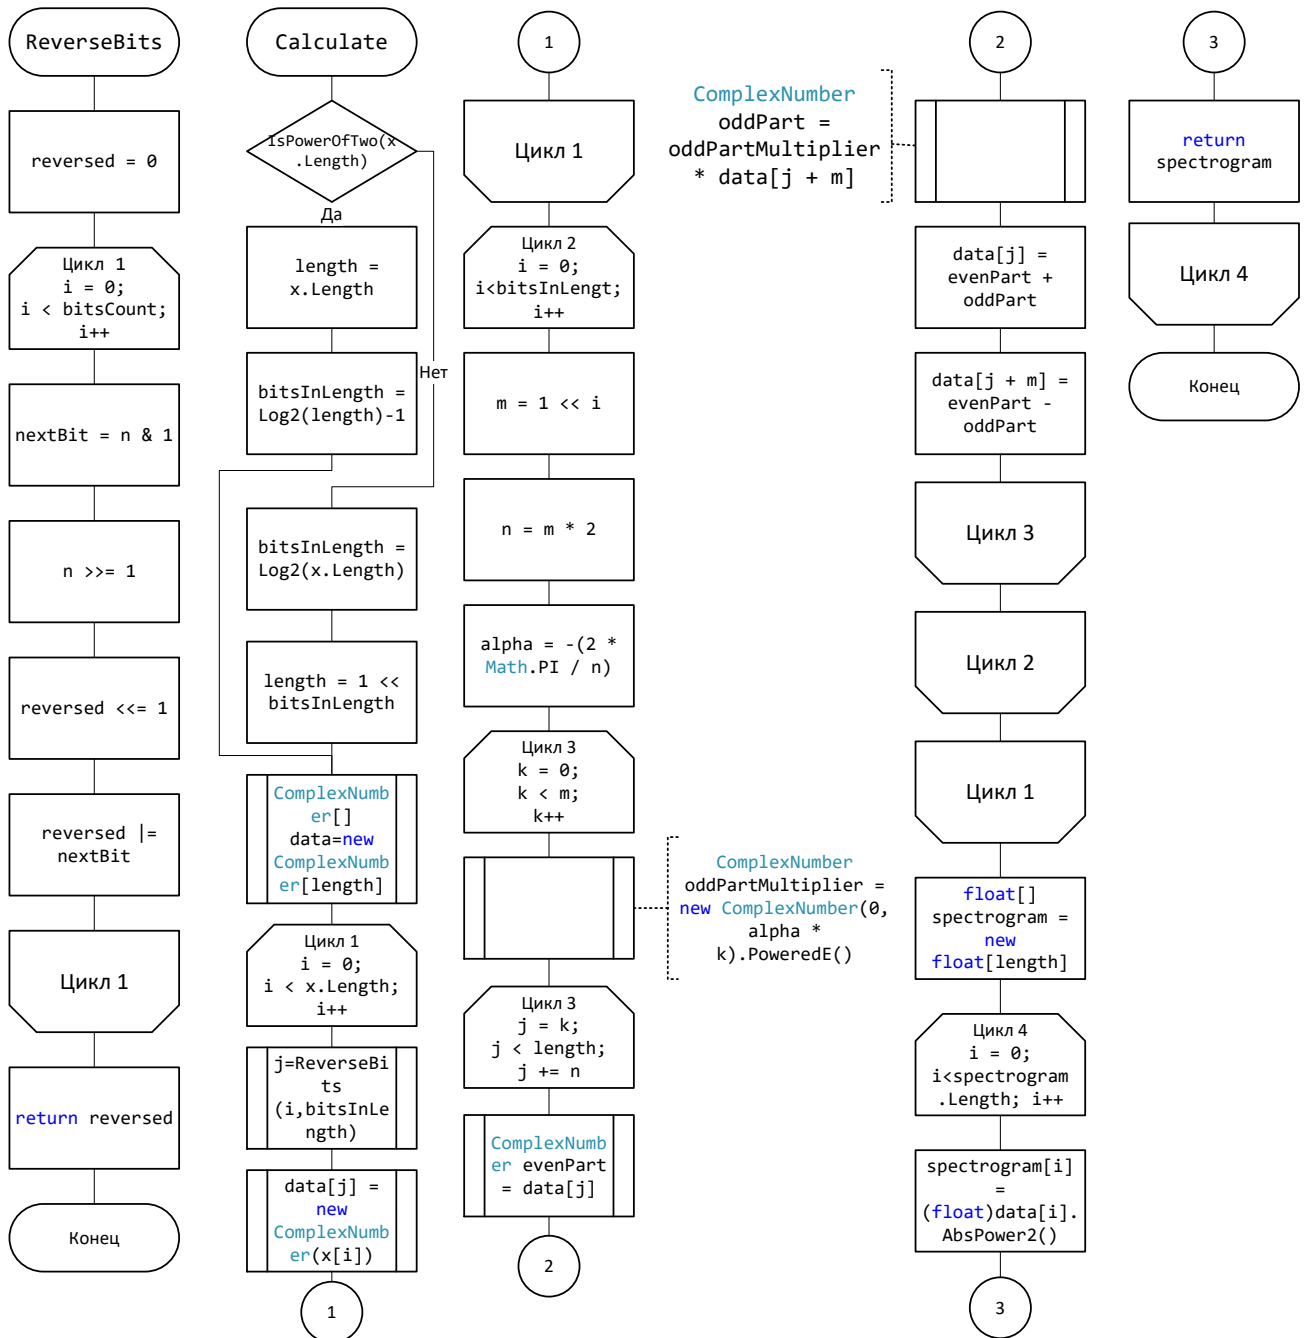 ReverseBits
reversed = 0
Цикл 1
i = 0;
i < bitsCount;
i++
nextBit = n & 1
n >>= 1
reversed <<= 1
reversed |=
nextBit
Цикл 1
return reversed
Конец
Calculate
IsPowerOfTwo(x
.Length)
Да
Нет
length =
x.Length
bitsInLength =
Log2(length)-1
bitsInLength =
Log2(x.Length)
length = 1 <<
bitsInLength
ComplexNumb
er[]
data=new
ComplexNumb
er[length]
Цикл 1
i = 0;
i < x.Length;
i++
j=ReverseBi
ts
(i,bitsInLe
ngth)
data[j] =
new
ComplexNumb
er(x[i])
1
1
Цикл 1
Цикл 2
i = 0;
i<bitsInLengt;
i++
m = 1 << i
n = m * 2
alpha = -(2 *
Math.PI / n)
Цикл 3
k = 0;
k < m;
k++
ComplexNumber
oddPartMultiplier =
new ComplexNumber(0,
alpha *
k).PoweredE()
Цикл 3
j = k;
j < length;
j += n
ComplexNumb
er evenPart
= data[j]
2
2
ComplexNumber
oddPart =
oddPartMultiplier
* data[j + m]
data[j] =
evenPart +
oddPart
data[j + m] =
evenPart -
oddPart
Цикл 3
Цикл 2
Цикл 1
float[]
spectrogram =
new
float[length]
Цикл 4
i = 0;
i<spectrogram
.Length; i++
spectrogram[i]
=
(float)data[i].
AbsPower2()
3
3
return
spectrogram
Цикл 4
Конец